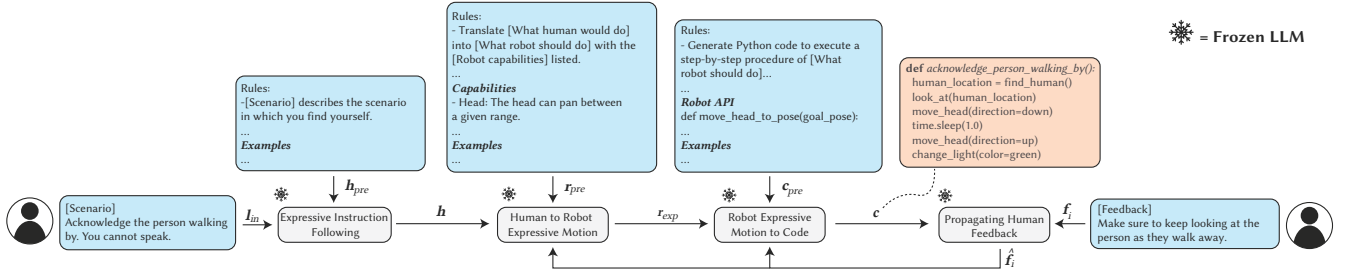 Rules:
-[Scenario] describes the scenario
in which you find yourself.
...
Examples
...
Rules:
- Translate [What human would do]
into [What robot should do] with the
[Robot capabilities] listed.
...
Capabilities
- Head: The head can pan between
a given range.
...
Examples
...
Rules:
- Generate Python code to execute a
step-by-step procedure of [What
robot should do]...
...
Robot API
def move_head_to_pose(goal_pose):
...
Examples
...
= Frozen LLM
def acknowledge_person_walking_by():
human_location = find_human()
look_at(human_location)
move_head(direction=down)
time.sleep(1.0)
move_head(direction=up)
change_light(color=green)
h_pre
r_pre
c_pre
[Scenario]
Acknowledge the person walking
by. You cannot speak.
l_in
Expressive Instruction
Following
h
Human to Robot
Expressive Motion
r_exp
Robot Expressive
Motion to Code
c
Propagating Human
Feedback
f_i
[Feedback]
Make sure to keep looking at the
person as they walk away.
f̂_i